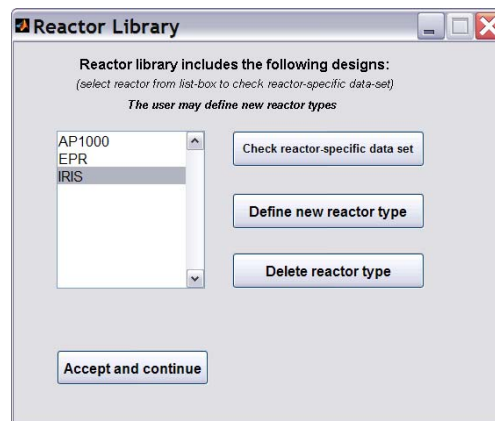 Reactor Library
Reactor library includes the following designs:
(select reactor from list-box to check reactor-specific data-set)
The user may define new reactor types
AP1000
EPR
IRIS
Check reactor-specific data set
Define new reactor type
Delete reactor type
Accept and continue